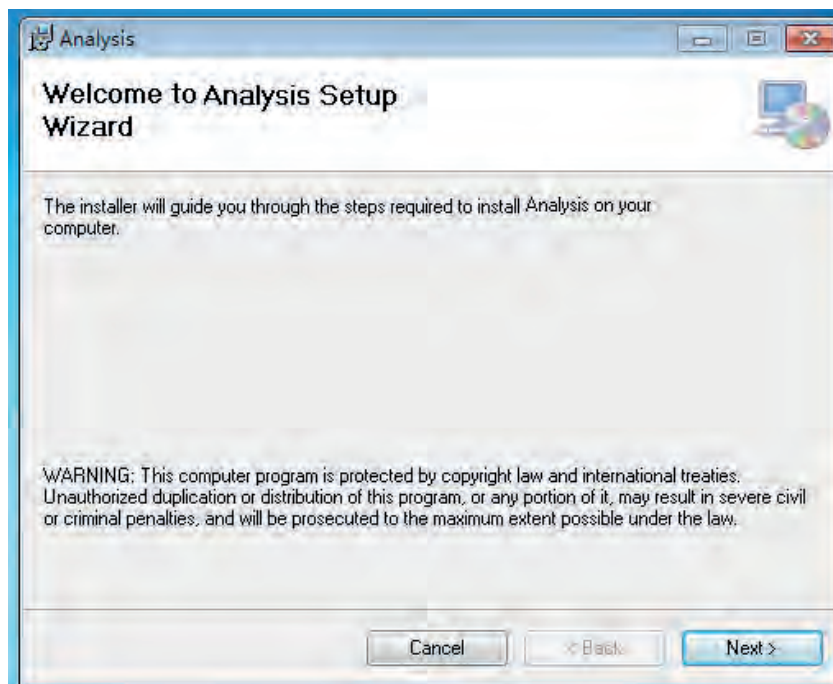 Analysis
Welcome to Analysis Setup
Wizard
The installer will guide you through the steps required to install Analysis on your
computer.
WARNING: This computer program is protected by copyright law and international treaties.
Unauthorized duplication or distribution of this program, or any portion of it, may result in severe civil
or criminal penalties, and will be prosecuted to the maximum extent possible under the law.
Cancel
< Back
Next >